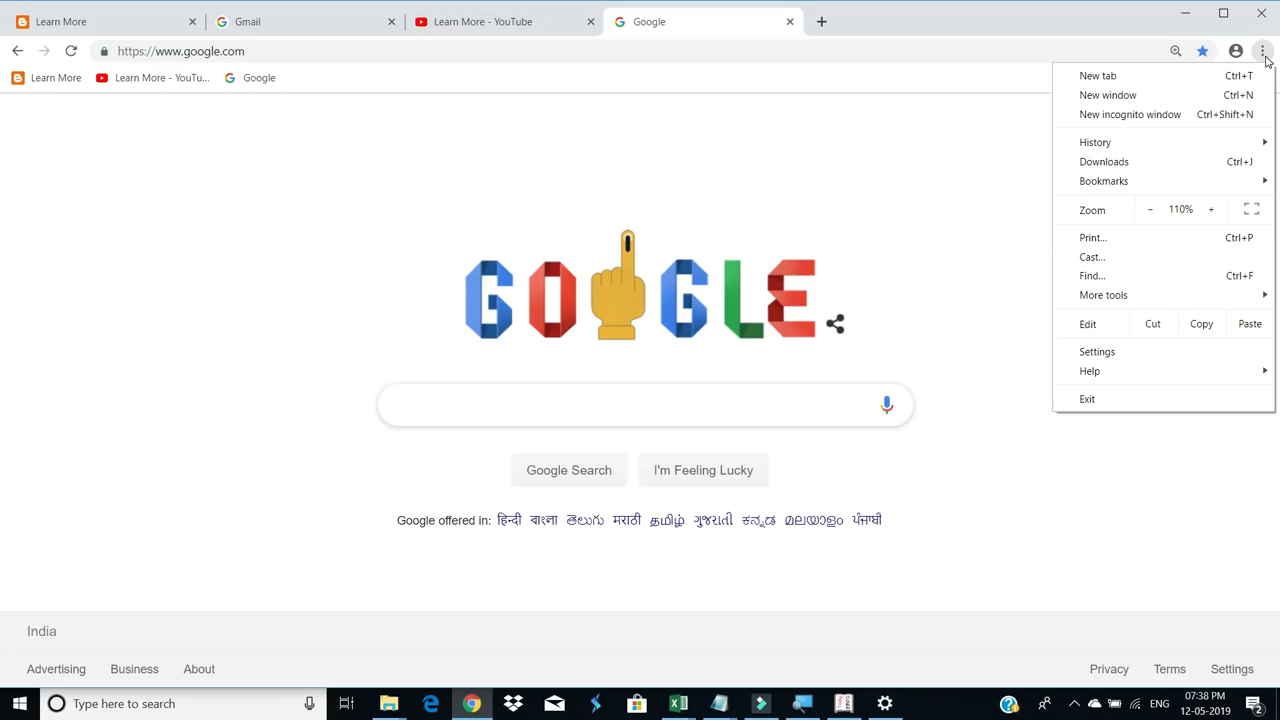 Learn More
Gmail
Learn More - YouTube
Google
https://www.google.com
Learn More
Learn More - YouTu...
Google
New tab Ctrl+T
New window Ctrl+N
New incognito window Ctrl+Shift+N
History
Downloads Ctrl+J
Bookmarks
Zoom - 110% +
Print... Ctrl+P
Cast...
Find... Ctrl+F
More tools
Edit Cut Copy Paste
Settings
Help
Exit
GOGLE
Google Search
I'm Feeling Lucky
Google offered in: हिन्दी বাংলা తెలుగు मराठी தமிழ் ગુજરાતી ಕನ್ನಡ മലയാളം ਪੰਜਾਬੀ
India
Advertising Business About
Privacy Terms Settings
Type here to search
ENG
07:38 PM
12-05-2019
2